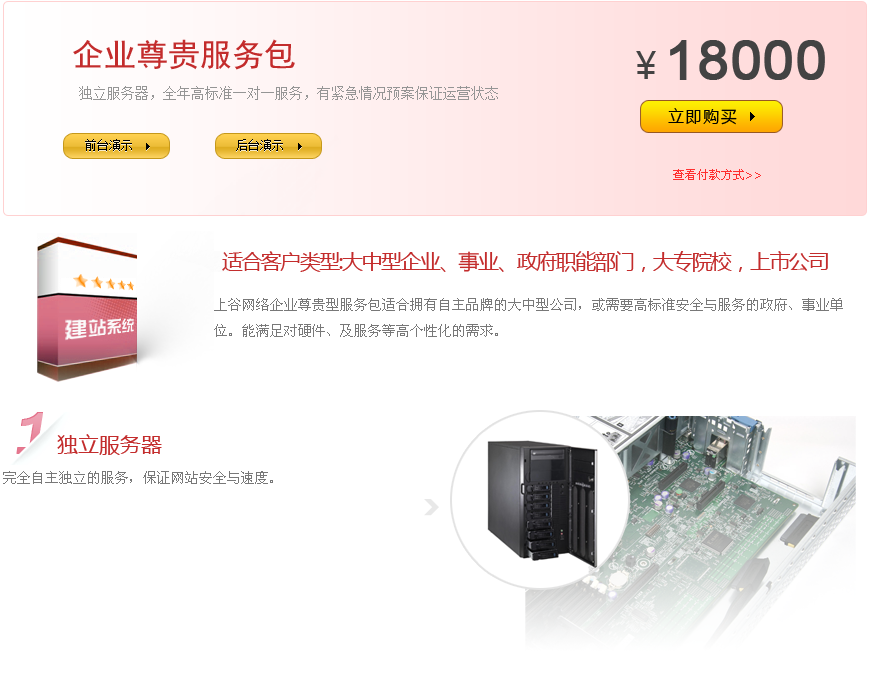 企业尊贵服务包
¥ 18000
独立服务器，全年高标准一对一服务，有紧急情况预案保证运营状态
立即购买
前台演示
后台演示
查看付款方式>>
适合客户类型:大中型企业、事业、政府职能部门，大专院校，上市公司
上谷网络企业尊贵型服务包适合拥有自主品牌的大中型公司，或需要高标准安全与服务的政府、事业单
位。能满足对硬件、及服务等高个性化的需求。
建站系统
1
独立服务器
完全自主独立的服务，保证网站安全与速度。